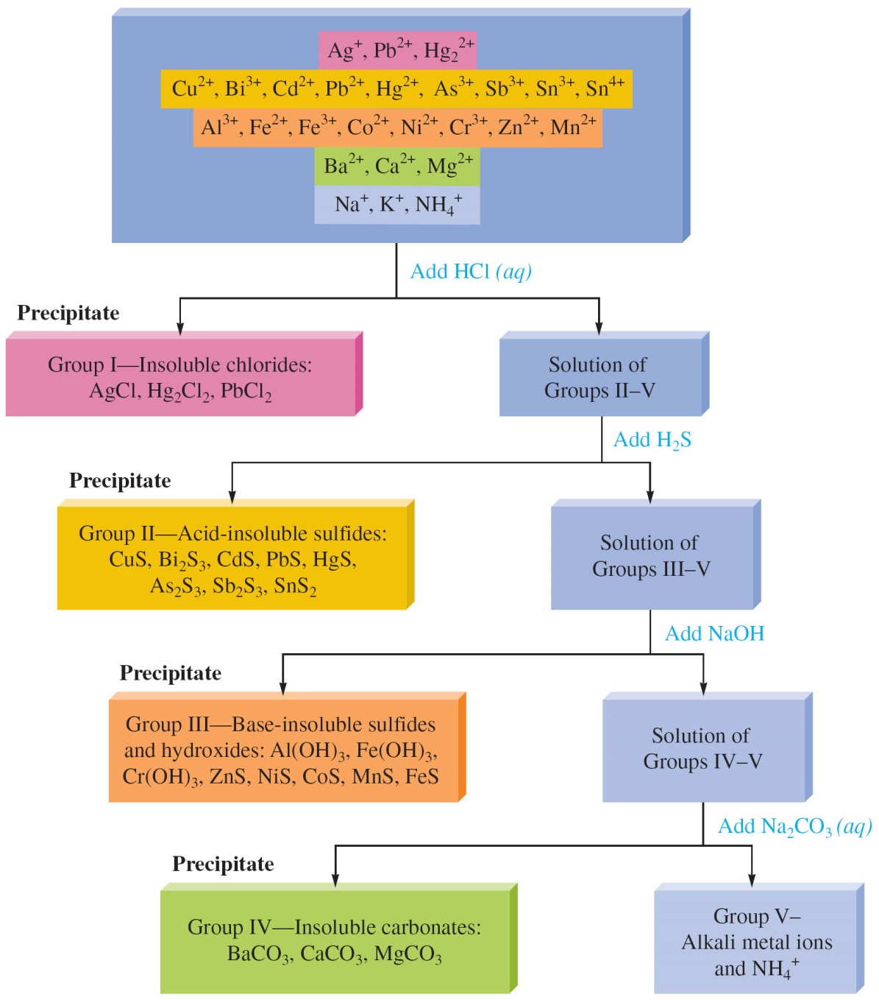 Ag⁺, Pb²⁺, Hg₂²⁺
Cu²⁺, Bi³⁺, Cd²⁺, Pb²⁺, Hg²⁺, As³⁺, Sb³⁺, Sn³⁺, Sn⁴⁺
Al³⁺, Fe²⁺, Fe³⁺, Co²⁺, Ni²⁺, Cr³⁺, Zn²⁺, Mn²⁺
Ba²⁺, Ca²⁺, Mg²⁺
Na⁺, K⁺, NH₄⁺
Add HCl (aq)
Precipitate
Group I—Insoluble chlorides:
AgCl, Hg₂Cl₂, PbCl₂
Solution of
Groups II–V
Add H₂S
Precipitate
Group II—Acid-insoluble sulfides:
CuS, Bi₂S₃, CdS, PbS, HgS,
As₂S₃, Sb₂S₃, SnS₂
Solution of
Groups III–V
Add NaOH
Precipitate
Group III—Base-insoluble sulfides
and hydroxides: Al(OH)₃, Fe(OH)₃,
Cr(OH)₃, ZnS, NiS, CoS, MnS, FeS
Solution of
Groups IV–V
Add Na₂CO₃ (aq)
Precipitate
Group IV—Insoluble carbonates:
BaCO₃, CaCO₃, MgCO₃
Group V–
Alkali metal ions
and NH₄⁺